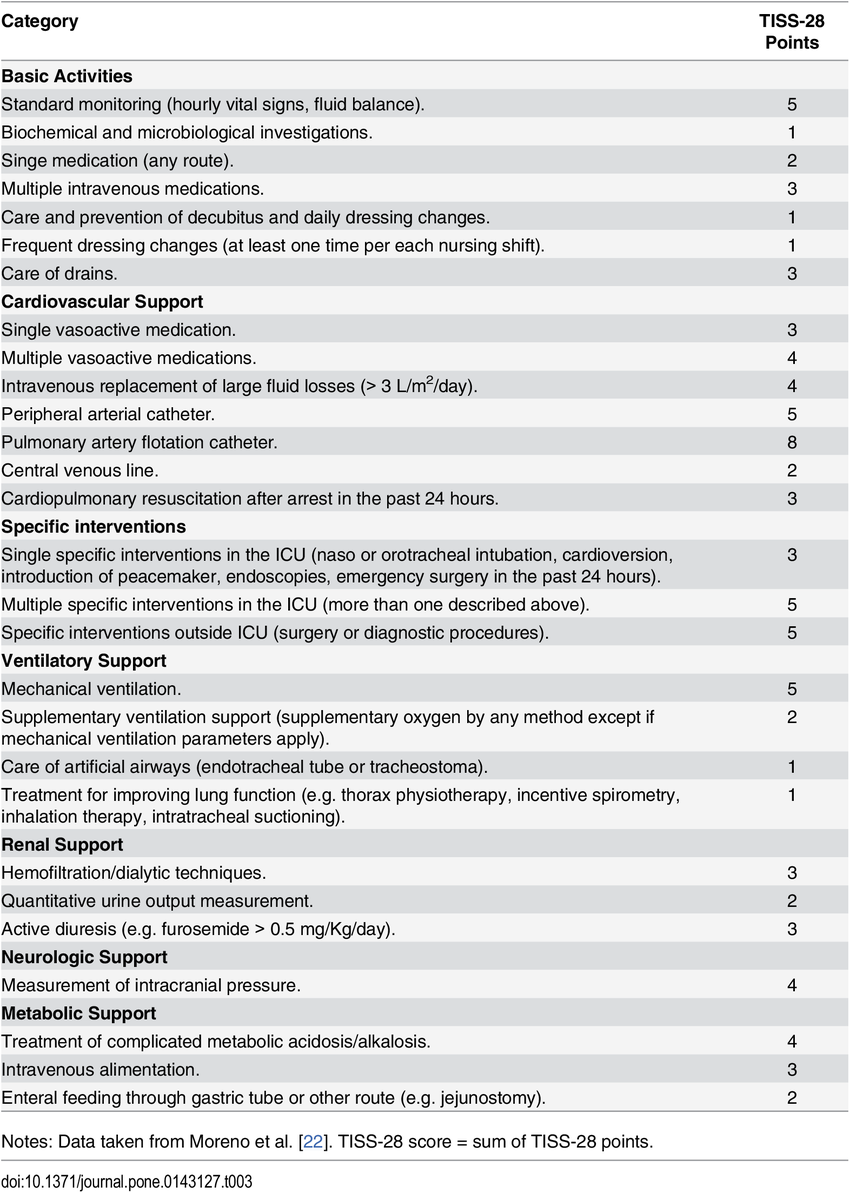 Category TISS-28
Points
Basic Activities
Standard monitoring (hourly vital signs, fluid balance). 5
Biochemical and microbiological investigations. 1
Singe medication (any route). 2
Multiple intravenous medications. 3
Care and prevention of decubitus and daily dressing changes. 1
Frequent dressing changes (at least one time per each nursing shift). 1
Care of drains. 3
Cardiovascular Support
Single vasoactive medication. 3
Multiple vasoactive medications. 4
Intravenous replacement of large fluid losses (> 3 L/m²/day). 4
Peripheral arterial catheter. 5
Pulmonary artery flotation catheter. 8
Central venous line. 2
Cardiopulmonary resuscitation after arrest in the past 24 hours. 3
Specific interventions
Single specific interventions in the ICU (naso or orotracheal intubation, cardioversion, 3
introduction of peacemaker, endoscopies, emergency surgery in the past 24 hours).
Multiple specific interventions in the ICU (more than one described above). 5
Specific interventions outside ICU (surgery or diagnostic procedures). 5
Ventilatory Support
Mechanical ventilation. 5
Supplementary ventilation support (supplementary oxygen by any method except if 2
mechanical ventilation parameters apply).
Care of artificial airways (endotracheal tube or tracheostoma). 1
Treatment for improving lung function (e.g. thorax physiotherapy, incentive spirometry, 1
inhalation therapy, intratracheal suctioning).
Renal Support
Hemofiltration/dialytic techniques. 3
Quantitative urine output measurement. 2
Active diuresis (e.g. furosemide > 0.5 mg/Kg/day). 3
Neurologic Support
Measurement of intracranial pressure. 4
Metabolic Support
Treatment of complicated metabolic acidosis/alkalosis. 4
Intravenous alimentation. 3
Enteral feeding through gastric tube or other route (e.g. jejunostomy). 2
Notes: Data taken from Moreno et al. [22]. TISS-28 score = sum of TISS-28 points.
doi:10.1371/journal.pone.0143127.t003